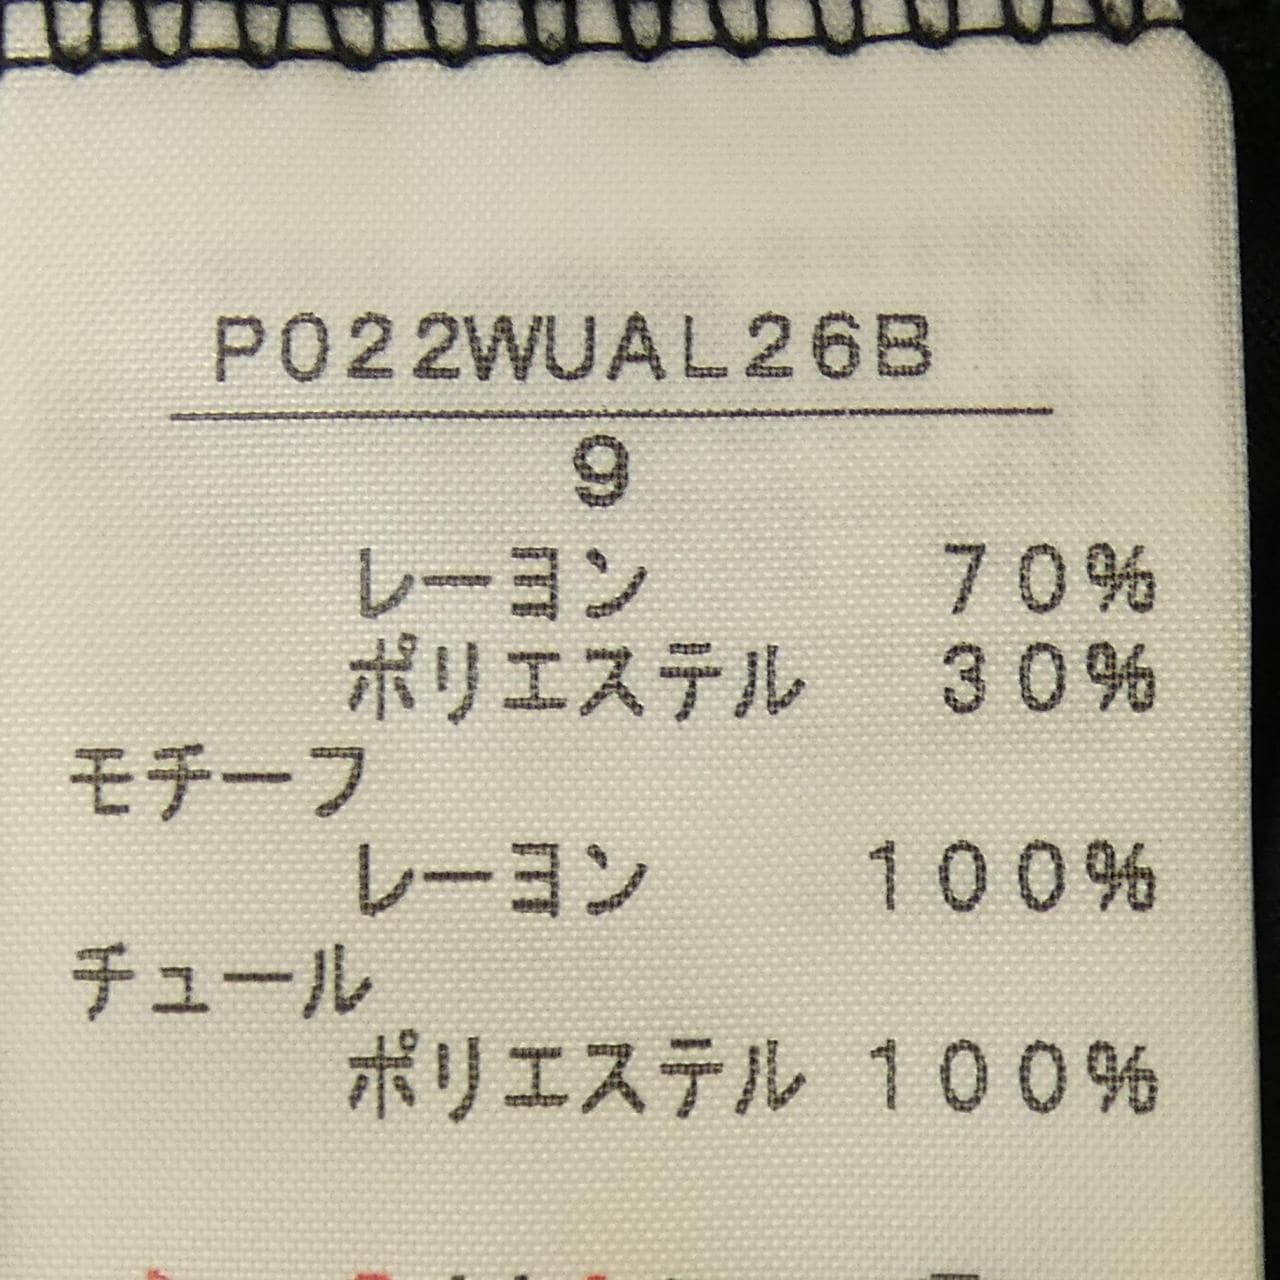 P022WUAL26B
9
レーヨン 70%
ポリエステル 30%
モチーフ
レーヨン 100%
チュール
ポリエステル 100%